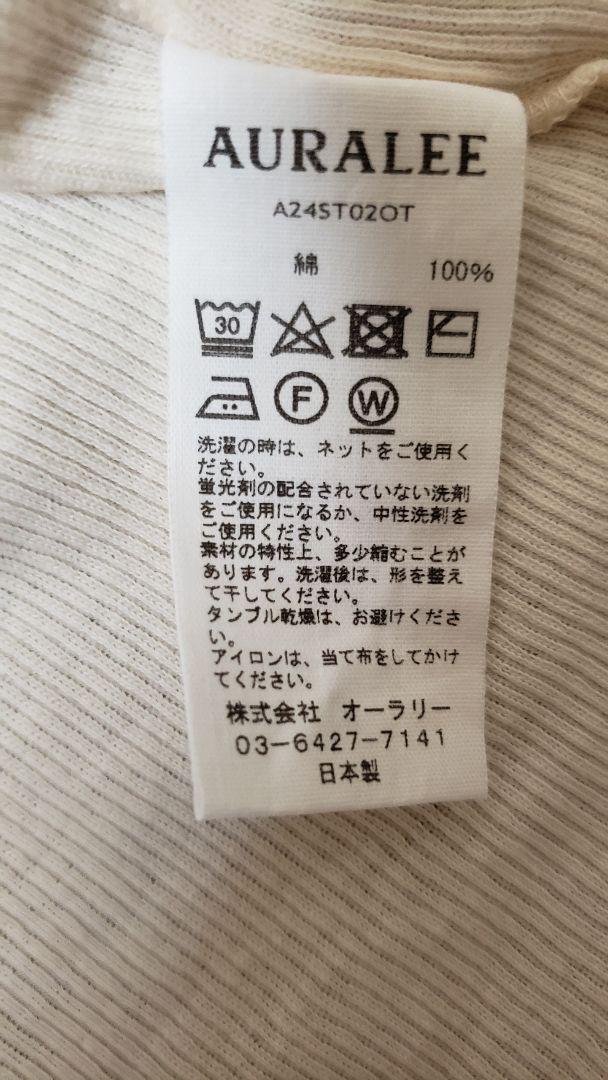 AURALEE
A24ST02OT
綿 100%
30
F W
洗濯の時は、ネットをご使用く
ださい。
蛍光剤の配合されていない洗剤
をご使用になるか、中性洗剤を
ご使用ください。
素材の特性上、多少縮むことが
あります。洗濯後は、形を整え
て干してください。
タンブル乾燥は、お避けくださ
い。
アイロンは、当て布をしてかけ
てください。
株式会社 オーラリー
03-6427-7141
日本製